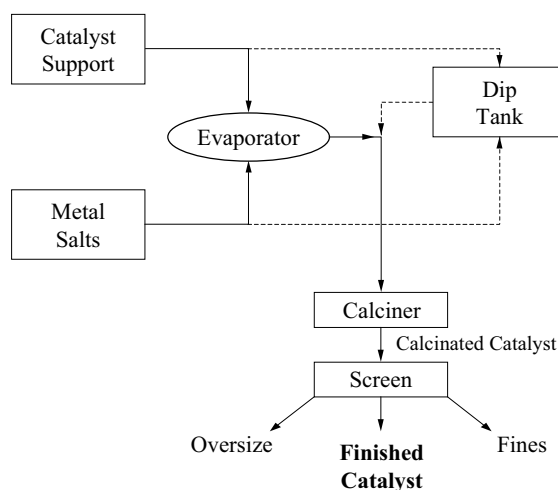 Catalyst
Support
Dip
Tank
Evaporator
Metal
Salts
Calciner
Calcinated Catalyst
Screen
Oversize
Finished
Catalyst
Fines